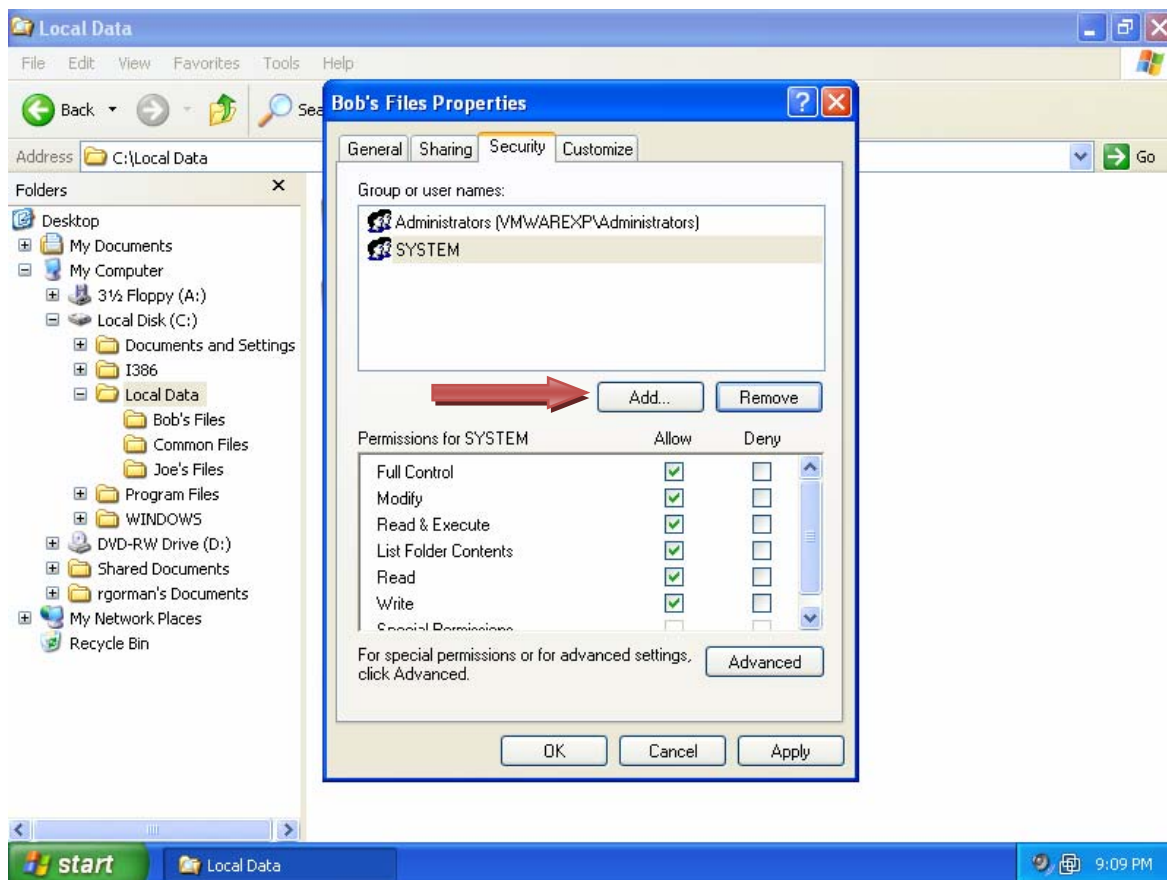 Local Data
File Edit View Favorites Tools Help
Back Sea
Address C:\Local Data Go
Folders
Desktop
My Documents
My Computer
3½ Floppy (A:)
Local Disk (C:)
Documents and Settings
I386
Local Data
Bob's Files
Common Files
Joe's Files
Program Files
WINDOWS
DVD-RW Drive (D:)
Shared Documents
rgorman's Documents
My Network Places
Recycle Bin
Bob's Files Properties
General Sharing Security Customize
Group or user names:
Administrators (VMWAREXP\Administrators)
SYSTEM
Add... Remove
Permissions for SYSTEM Allow Deny
Full Control
Modify
Read & Execute
List Folder Contents
Read
Write
Special Permissions
For special permissions or for advanced settings,
click Advanced.
Advanced
OK Cancel Apply
start Local Data 9:09 PM